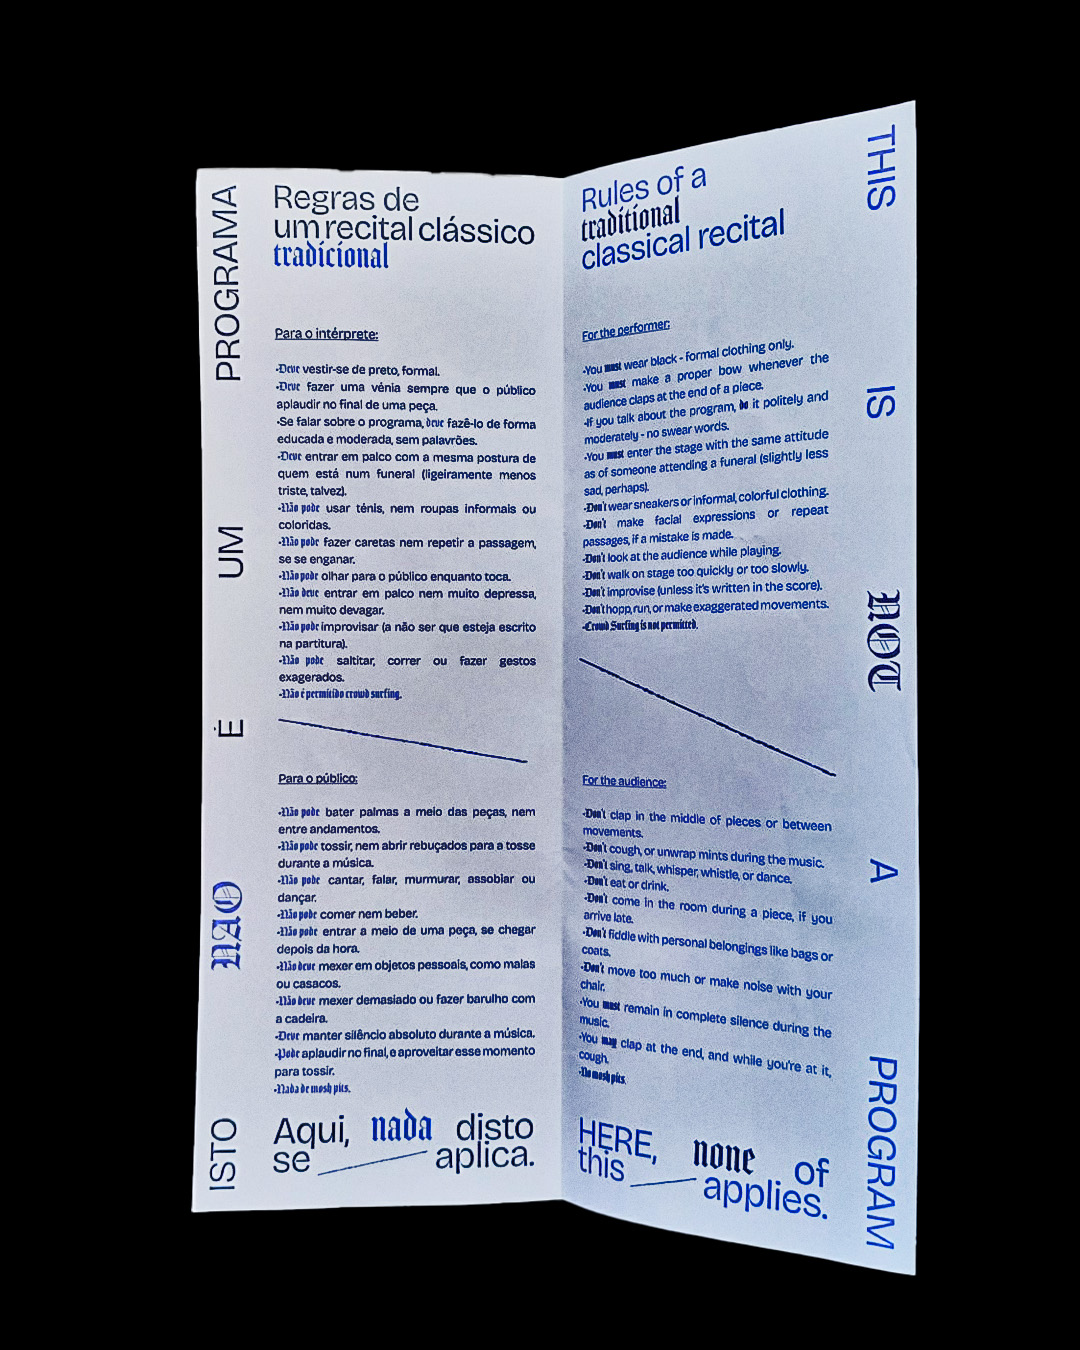 ISTO NÃO É UM PROGRAMA
Regras de
um recital clássico
tradicional
Para o intérprete:
·Deve vestir-se de preto, formal.
·Deve fazer uma vénia sempre que o público
aplaudir no final de uma peça.
·Se falar sobre o programa, deve fazê-lo de forma
educada e moderada, sem palavrões.
·Deve entrar em palco com a mesma postura de
quem está num funeral (ligeiramente menos
triste, talvez).
·Não pode usar ténis, nem roupas informais ou
coloridas.
·Não pode fazer caretas nem repetir a passagem,
se se enganar.
·Não pode olhar para o público enquanto toca.
·Não deve entrar em palco nem muito depressa,
nem muito devagar.
·Não pode improvisar (a não ser que esteja escrito
na partitura).
·Não pode saltitar, correr ou fazer gestos
exagerados.
·Não é permitido crowd surfing.
Para o público:
·Não pode bater palmas a meio das peças, nem
entre andamentos.
·Não pode tossir, nem abrir rebuçados para a tosse
durante a música.
·Não pode cantar, falar, murmurar, assobiar ou
dançar.
·Não pode comer nem beber.
·Não pode entrar a meio de uma peça, se chegar
depois da hora.
·Não deve mexer em objetos pessoais, como malas
ou casacos.
·Não deve mexer demasiado ou fazer barulho com
a cadeira.
·Deve manter silêncio absoluto durante a música.
·Pode aplaudir no final, e aproveitar esse momento
para tossir.
·Nada de mosh pits.
Aqui, nada disto
se aplica.
Rules of a
traditional
classical recital
For the performer:
·You must wear black - formal clothing only.
·You must make a proper bow whenever the
audience claps at the end of a piece.
·If you talk about the program, do it politely and
moderately - no swear words.
·You must enter the stage with the same attitude
as of someone attending a funeral (slightly less
sad, perhaps).
·Don't wear sneakers or informal, colorful clothing.
·Don't make facial expressions or repeat
passages, if a mistake is made.
·Don't look at the audience while playing.
·Don't walk on stage too quickly or too slowly.
·Don't improvise (unless it's written in the score).
·Don't hopp, run, or make exaggerated movements.
·Crowd Surfing is not permitted.
For the audience:
·Don't clap in the middle of pieces or between
movements.
·Don't cough, or unwrap mints during the music.
·Don't sing, talk, whisper, whistle, or dance.
·Don't eat or drink.
·Don't come in the room during a piece, if you
arrive late.
·Don't fiddle with personal belongings like bags or
coats.
·Don't move too much or make noise with your
chair.
·You must remain in complete silence during the
music.
·You may clap at the end, and while you're at it,
cough.
·No mosh pits.
HERE, none of
this applies.
THIS IS NOT A PROGRAM